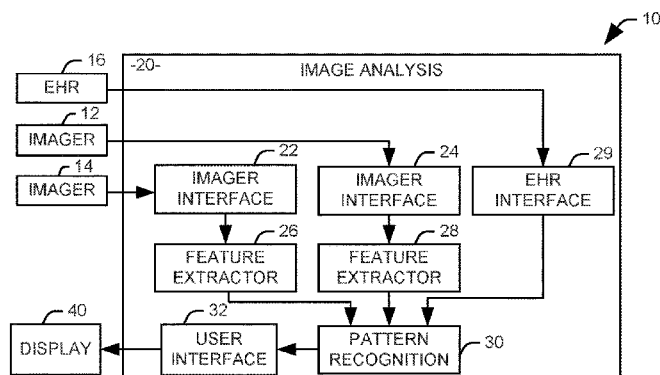 10
16
-20-
IMAGE ANALYSIS
EHR
12
IMAGER
14
22
24
29
IMAGER
IMAGER
INTERFACE
IMAGER
INTERFACE
EHR
INTERFACE
26
28
FEATURE
EXTRACTOR
FEATURE
EXTRACTOR
40
32
DISPLAY
USER
INTERFACE
PATTERN
RECOGNITION
30